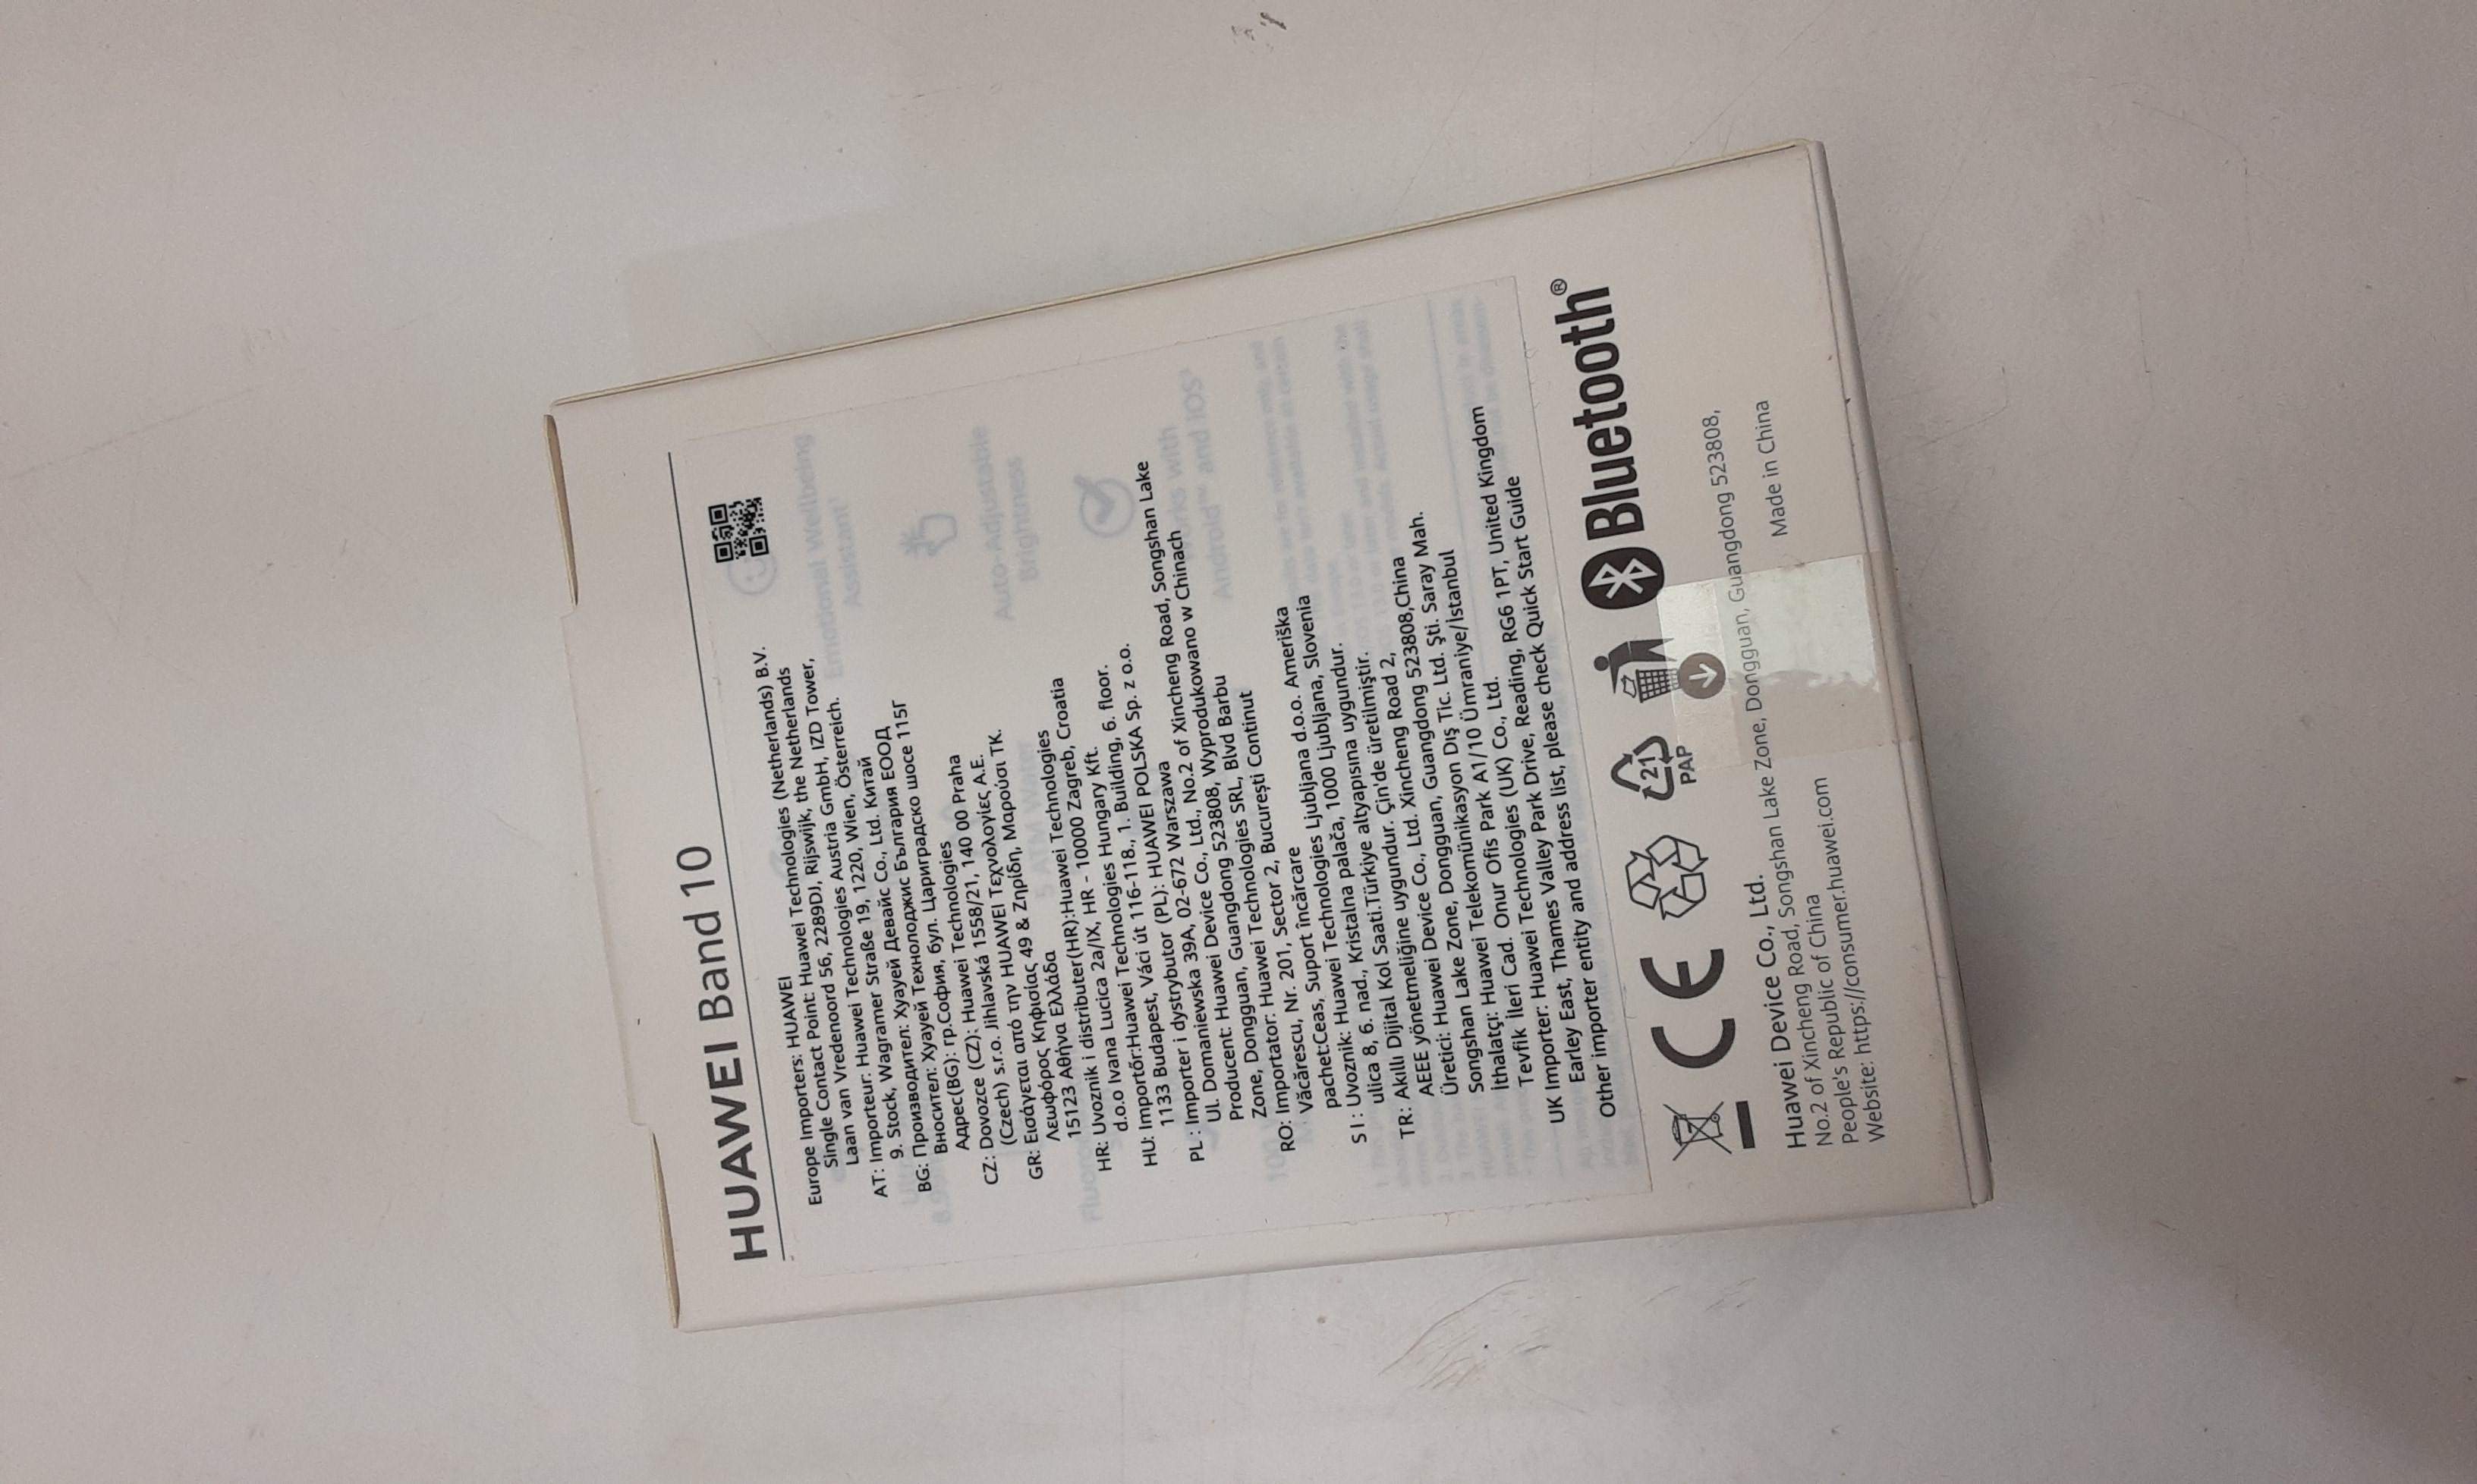 HUAWEI Band 10
Europe Importers: HUAWEI
Single Contact Point: Huawei Technologies (Netherlands) B.V.
Laan van Vredenoord 56, 2289DJ, Rijswijk, the Netherlands
AT: Importeur: Huawei Technologies Austria GmbH, IZD Tower,
9. Stock, Wagramer Straße 19, 1220, Wien, Österreich.
BG: Производител: Хуауей Девайс Co., Ltd. Китай
Вносител: Хуауей Технолоджис България ЕООД
Адрес(BG): гр.София, бул. Цариградско шосе 115Г
CZ: Dovozce (CZ): Huawei Technologies
(Czech) s.r.o. Jihlavská 1558/21, 140 00 Praha
GR: Εισάγεται από την HUAWEI Τεχνολογίες Α.Ε.
Λεωφόρος Κηφισίας 49 & Ζηρίδη, Μαρούσι ΤΚ.
15123 Αθήνα Ελλάδα
HR: Uvoznik i distributer(HR):Huawei Technologies
d.o.o Ivana Lucica 2a/IX, HR - 10000 Zagreb, Croatia
HU: Importőr:Huawei Technologies Hungary Kft.
1133 Budapest, Váci út 116-118., 1. Building, 6. floor.
PL : Importer i dystrybutor (PL): HUAWEI POLSKA Sp. z o.o.
Ul. Domaniewska 39A, 02-672 Warszawa
Producent: Huawei Device Co., Ltd., No.2 of Xincheng Road, Songshan Lake
Zone, Dongguan, Guangdong 523808, Wyprodukowano w Chinach
RO: Importator: Huawei Technologies SRL, Blvd Barbu
Văcărescu, Nr. 201, Sector 2, București Continut
pachet:Ceas, Suport încărcare
S I : Uvoznik: Huawei Technologies Ljubljana d.o.o. Ameriška
ulica 8, 6. nad., Kristalna palača, 1000 Ljubljana, Slovenia
TR: Akıllı Dijital Kol Saati.Türkiye altyapısına uygundur.
AEEE yönetmeliğine uygundur. Çin'de üretilmiştir.
Üretici: Huawei Device Co., Ltd. Xincheng Road 2,
Songshan Lake Zone, Dongguan, Guangdong 523808,China
İthalatçı: Huawei Telekomünikasyon Dış Tic. Ltd. Şti. Saray Mah.
Tevfik İleri Cad. Onur Ofis Park A1/10 Ümraniye/İstanbul
UK Importer: Huawei Technologies (UK) Co., Ltd.
Earley East, Thames Valley Park Drive, Reading, RG6 1PT, United Kingdom
Other importer entity and address list, please check Quick Start Guide
Emotional Wellbeing
Assistant
Auto-Adjustable
Brightness
Works with
Android™ and iOS
CE
21
PAP
Bluetooth®
Huawei Device Co., Ltd.
No.2 of Xincheng Road, Songshan Lake Zone, Dongguan, Guangdong 523808,
People's Republic of China
Website: https://consumer.huawei.com
Made in China